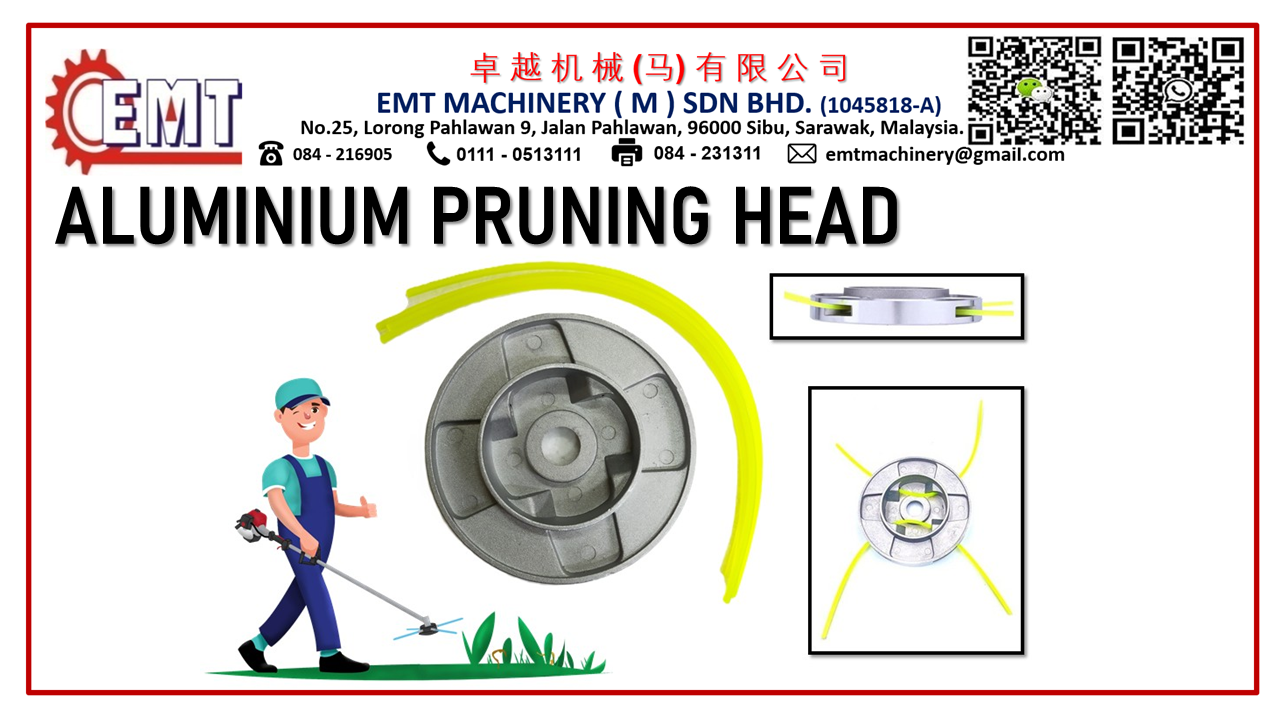 EMT
卓越机械(马)有限公司
EMT MACHINERY ( M ) SDN BHD. (1045818-A)
No.25, Lorong Pahlawan 9, Jalan Pahlawan, 96000 Sibu, Sarawak, Malaysia.
084 - 216905 0111 - 0513111 084 - 231311 emtmachinery@gmail.com
ALUMINIUM PRUNING HEAD